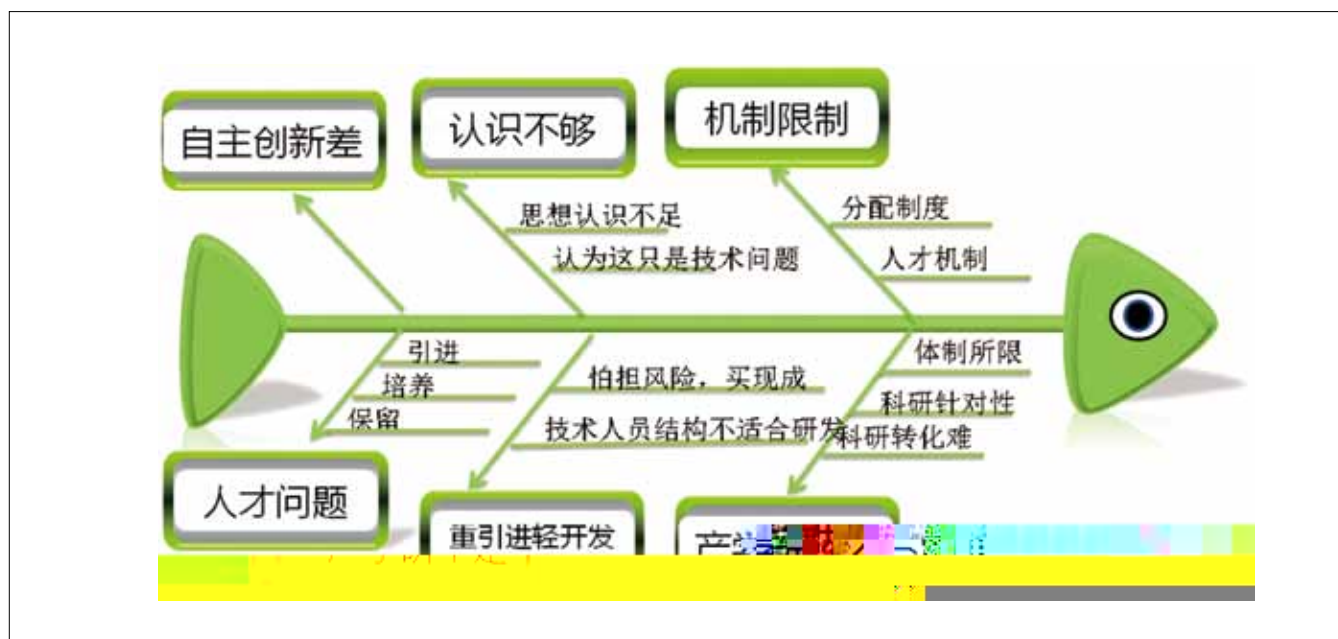 自主创新差
认识不够
机制限制
思想认识不足
认为这只是技术问题
分配制度
人才机制
引进
培养
保留
怕担风险，买现成
技术人员结构不适合研发
体制所限
科研针对性
科研转化难
人才问题
重引进轻开发
产